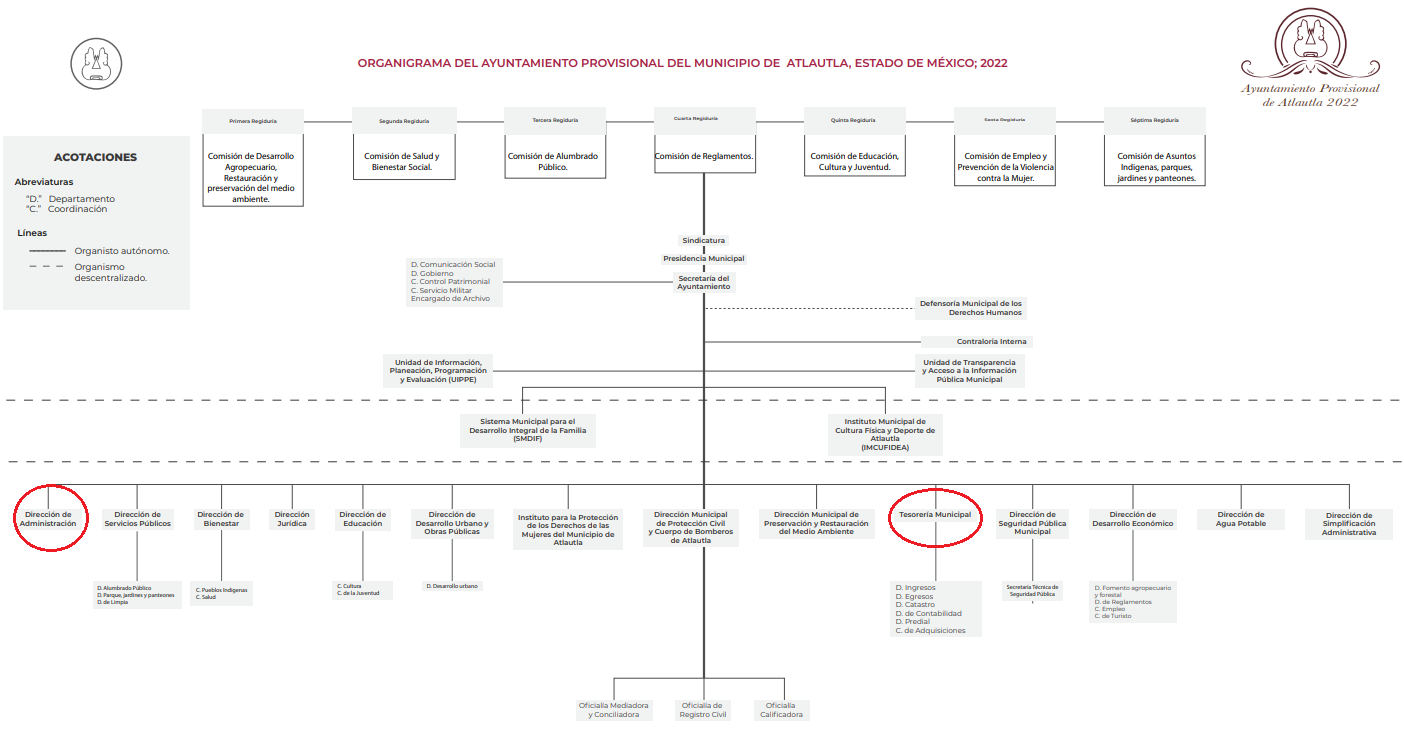 ORGANIGRAMA DEL AYUNTAMIENTO PROVISIONAL DEL MUNICIPIO DE ATLAUTLA, ESTADO DE MÉXICO; 2022
Ayuntamiento Provisional
de Atlautla 2022
Primera Regiduría
Comisión de Desarrollo
Agropecuario,
Restauración y
preservación del medio
ambiente.
Segunda Regiduría
Comisión de Salud y
Bienestar Social.
Tercera Regiduría
Comisión de Alumbrado
Público.
Cuarta Regiduría
Comisión de Reglamentos.
Quinta Regiduría
Comisión de Educación,
Cultura y Juventud.
Sexta Regiduría
Comisión de Empleo y
Prevención de la Violencia
contra la Mujer.
Séptima Regiduría
Comisión de Asuntos
Indígenas, parques,
jardines y panteones.
ACOTACIONES
Abreviaturas
"D." Departamento
"C." Coordinación
Líneas
Organisto autónomo.
Organismo
descentralizado.
Sindicatura
Presidencia Municipal
Secretaría del
Ayuntamiento
D. Comunicación Social
D. Gobierno
C. Control Patrimonial
C. Servicio Militar
Encargado de Archivo
Defensoría Municipal de los
Derechos Humanos
Contraloría Interna
Unidad de Información,
Planeación, Programación
y Evaluación (UIPPE)
Unidad de Transparencia
y Acceso a la Información
Pública Municipal
Sistema Municipal para el
Desarrollo Integral de la Familia
(SMDIF)
Instituto Municipal de
Cultura Física y Deporte de
Atlautla
(IMCUFIDEA)
Dirección de
Administración
Dirección de
Servicios Públicos
Dirección de
Bienestar
Dirección
Jurídica
Dirección de
Educación
Dirección de
Desarrollo Urbano y
Obras Públicas
Instituto para la Protección
de los Derechos de las
Mujeres del Municipio de
Atlautla
Dirección Municipal
de Protección Civil
y Cuerpo de Bomberos
de Atlautla
Dirección Municipal de
Preservación y Restauración
del Medio Ambiente
Tesorería Municipal
Dirección de
Seguridad Pública
Municipal
Dirección de
Desarrollo Económico
Dirección de
Agua Potable
Dirección de
Simplificación
Administrativa
D. Alumbrado Público
D. Parque, jardines y panteones
D. de Limpia
C. Pueblos Indigenas
C. Salud
C. Cultura
C. de la Juventud
D. Desarrollo urbano
D. Ingresos
D. Egresos
D. Catastro
D. de Contabilidad
D. Predial
C. de Adquisiciones
Secretaría Técnica de
Seguridad Pública
D. Fomento agropecuario
y forestal
D. de Reglamentos
C. Empleo
C. de Turisto
Oficialía Mediadora
y Conciliadora
Oficialía de
Registro Civil
Oficialía
Calificadora